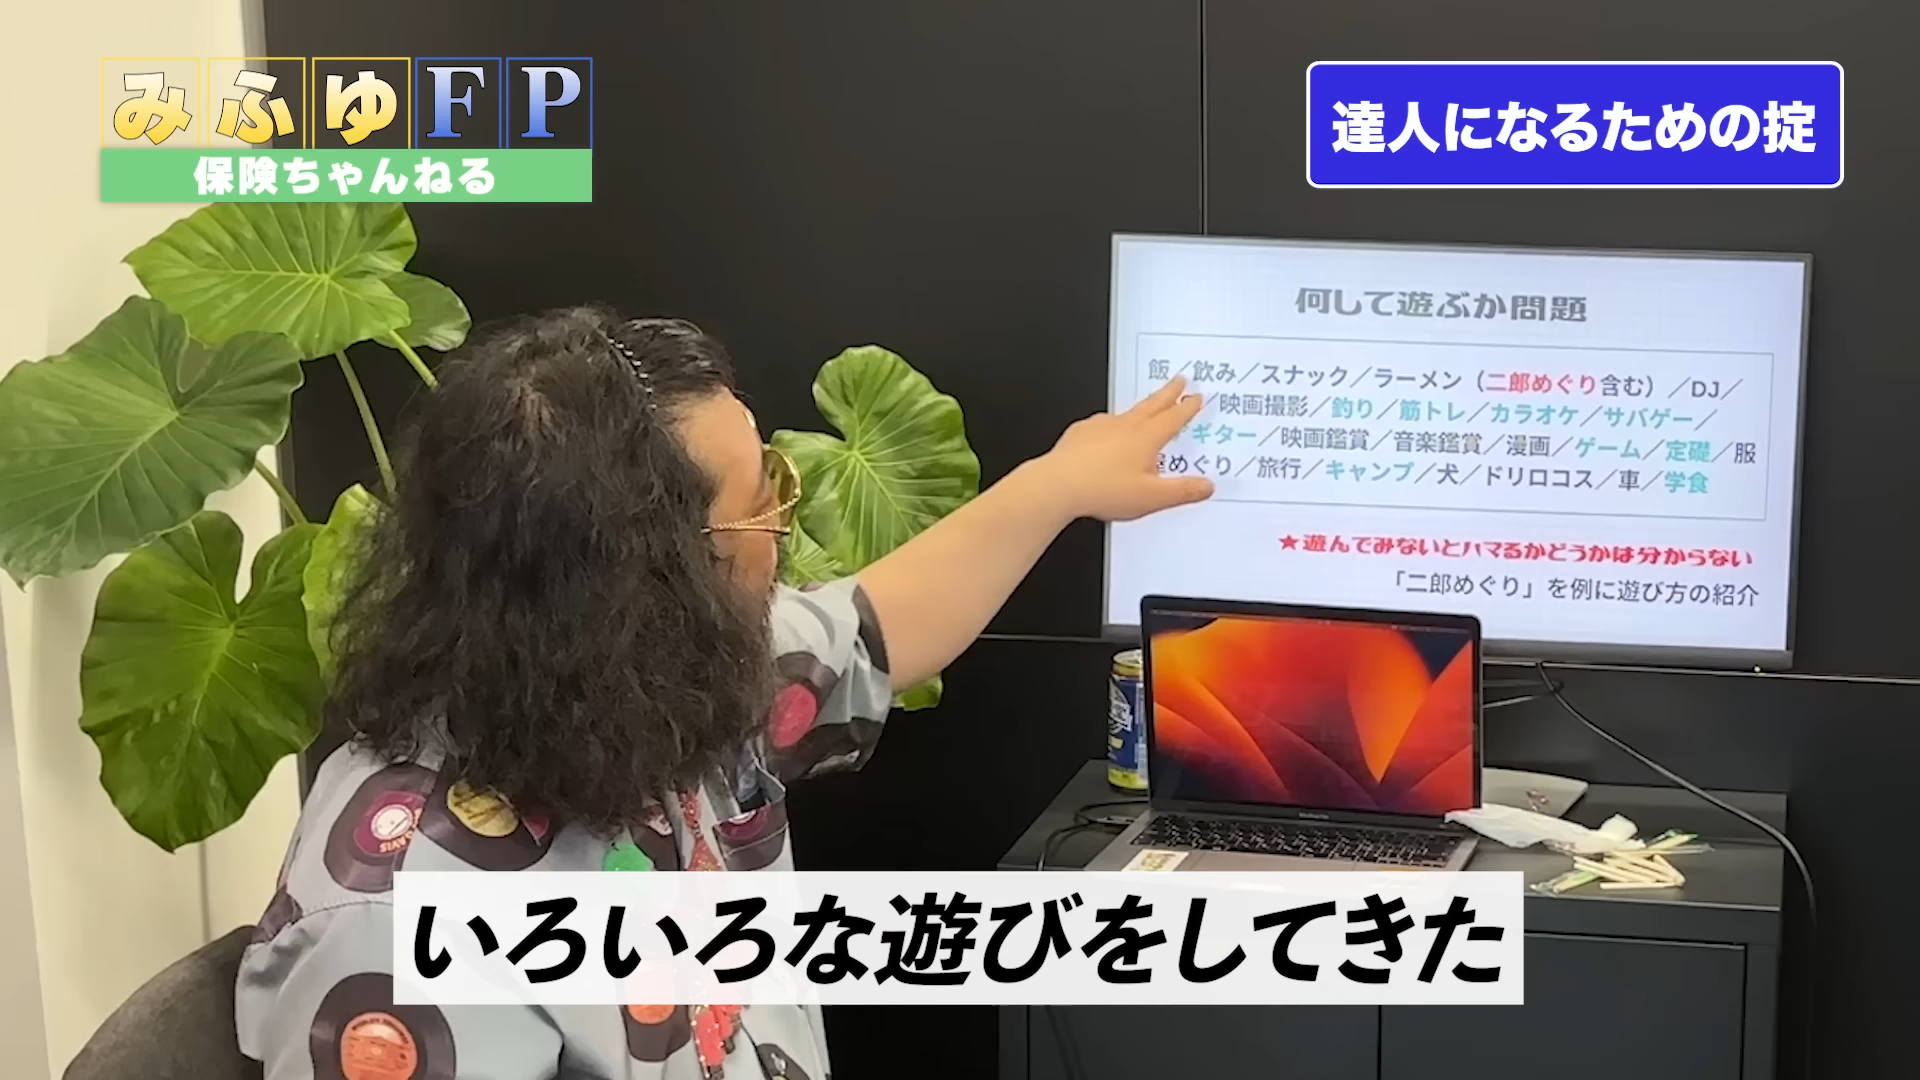 みふゆFP
保険ちゃんねる
達人になるための掟
何して遊ぶか問題
飯／飲み／スナック／ラーメン（二郎めぐり含む）／DJ／
／映画撮影／釣り／筋トレ／カラオケ／サバゲー／
ギター／映画鑑賞／音楽鑑賞／漫画／ゲーム／定礎／服
屋めぐり／旅行／キャンプ／犬／ドリロコス／車／学食
★遊んでみないとハマるかどうかは分からない
「二郎めぐり」を例に遊び方の紹介
いろいろな遊びをしてきた